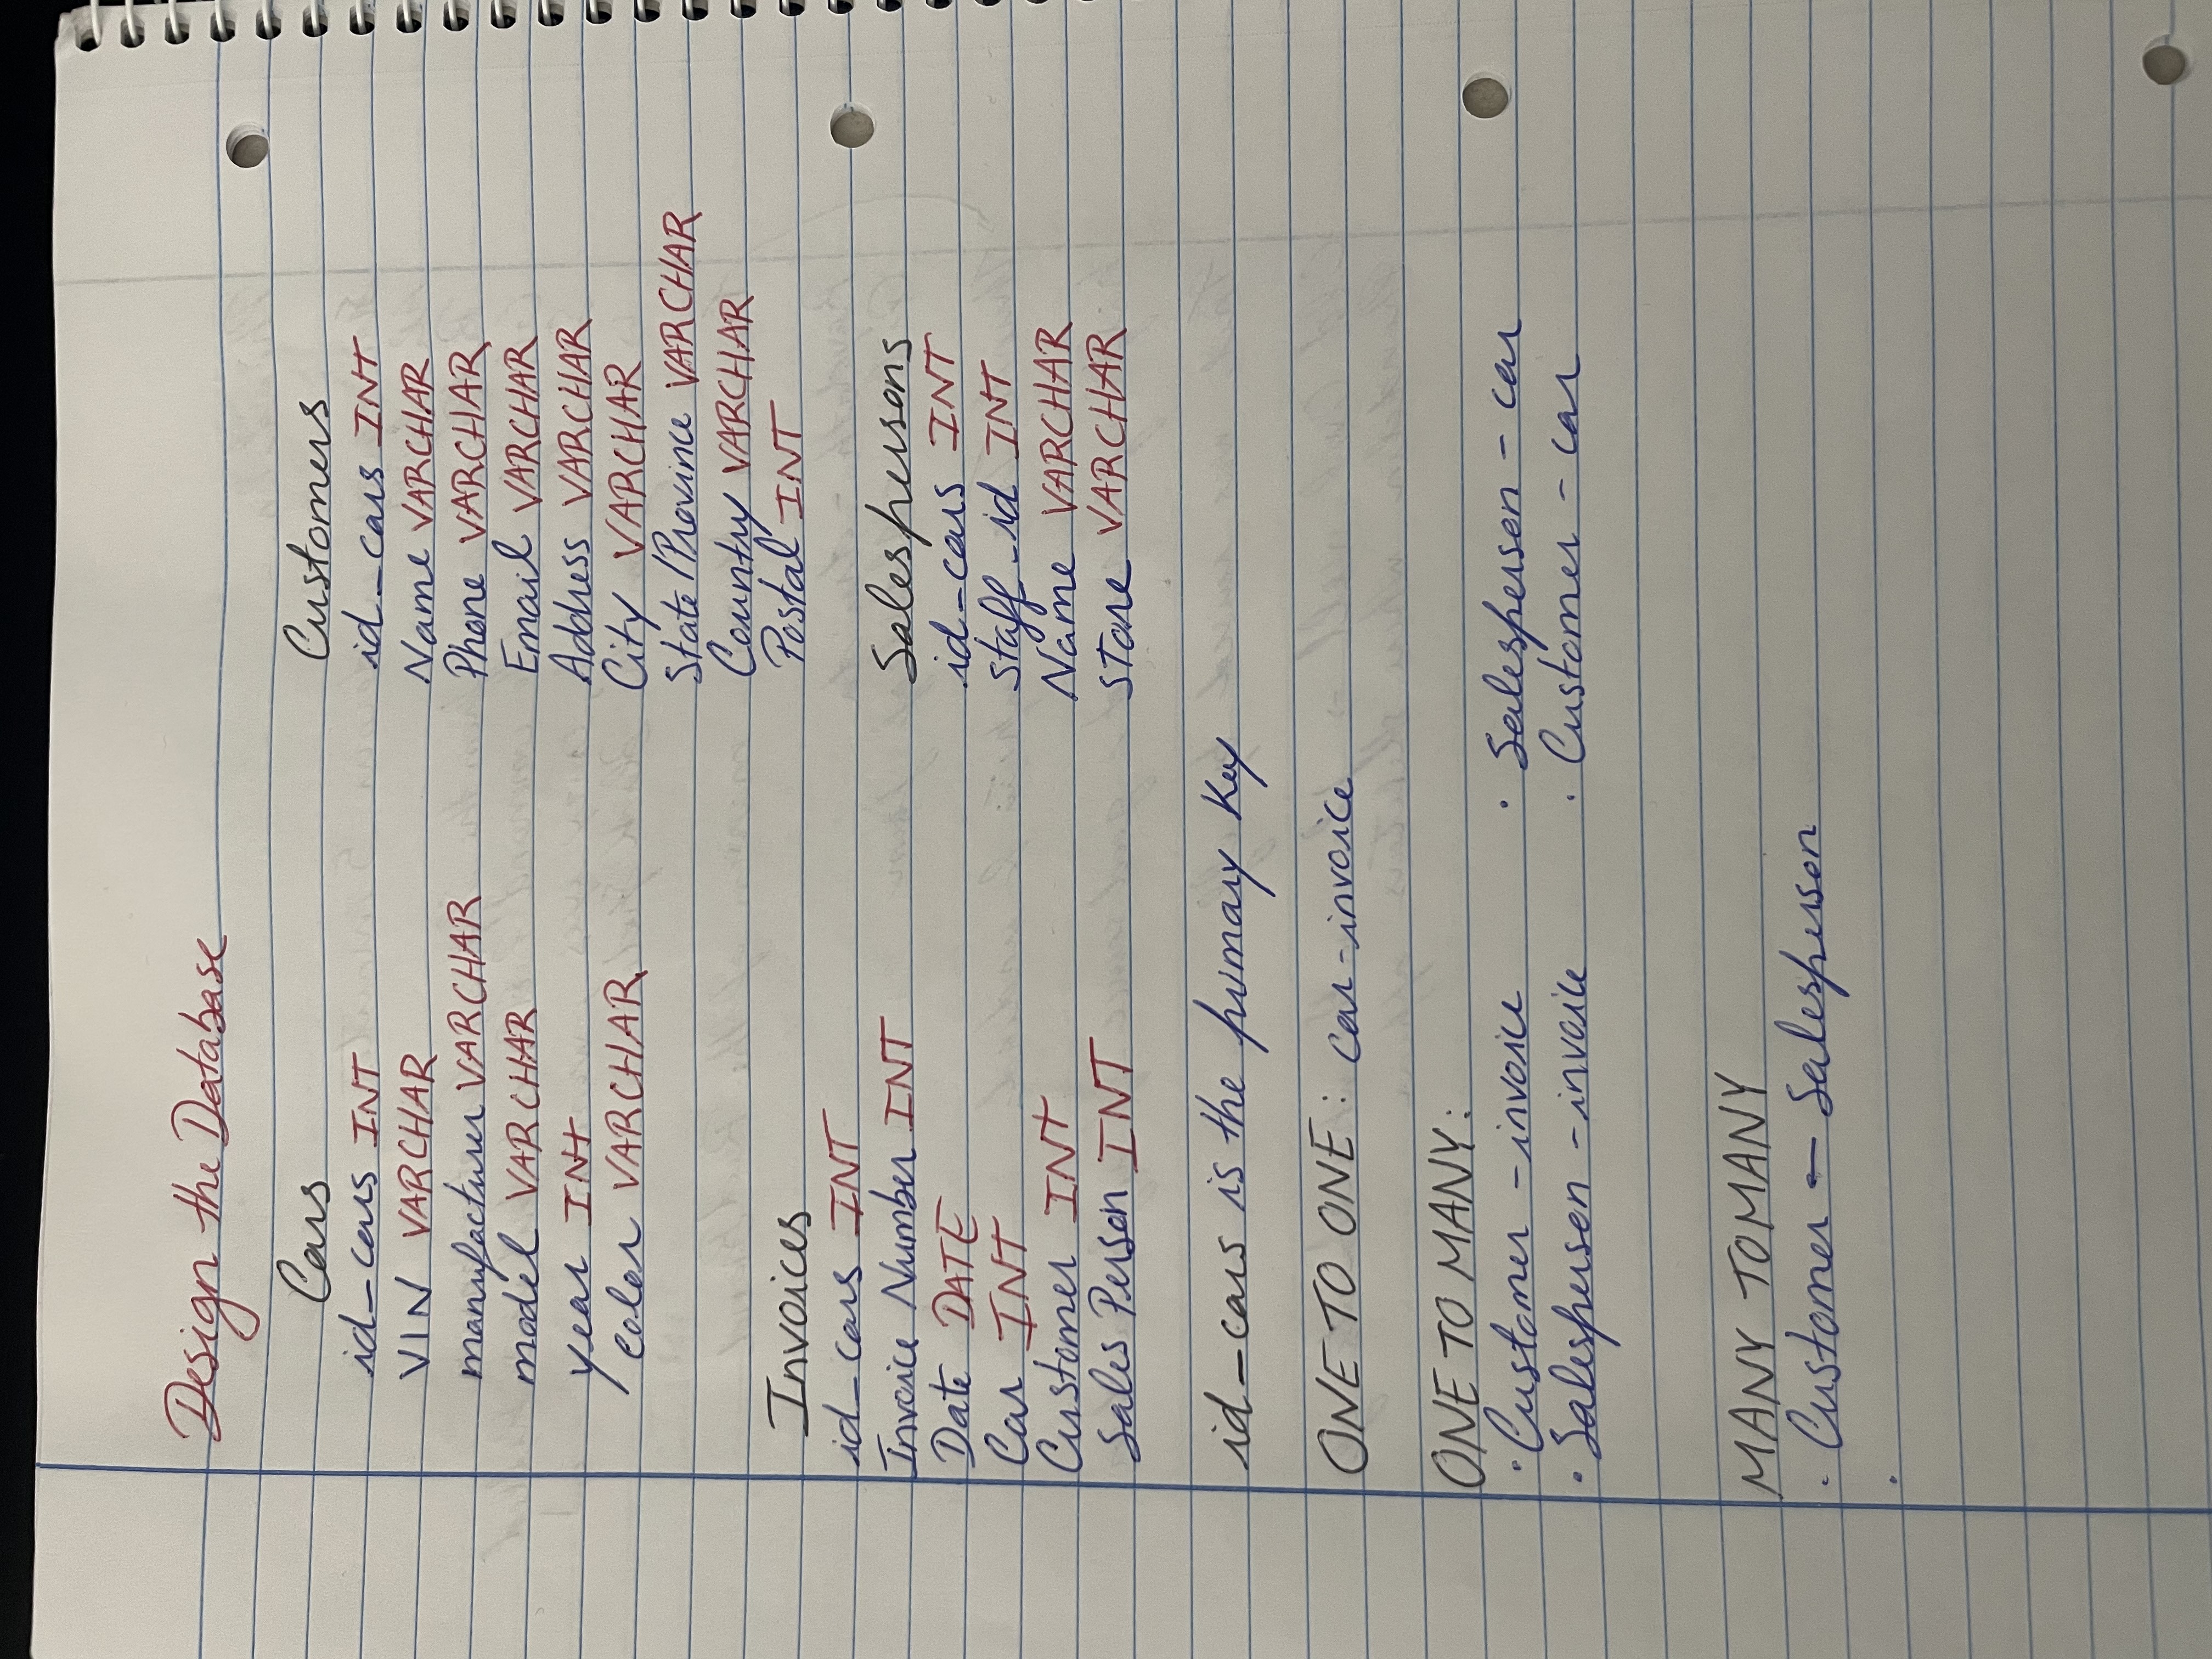 Design the Database
Cars
id_cars INT
VIN VARCHAR
manufacturer VARCHAR
model VARCHAR
year INT
color VARCHAR
Customers
id_cars INT
Name VARCHAR
Phone VARCHAR
Email VARCHAR
Address VARCHAR
City VARCHAR
State/Province VARCHAR
Country VARCHAR
Postal INT
Invoices
id_cars INT
Invoice Number INT
Date DATE
Car INT
Customer INT
Sales Person INT
Salespersons
id_cars INT
staff_id INT
Name VARCHAR
STORE VARCHAR
id_cars is the primary Key
ONE TO ONE: car-invoice
ONE TO MANY:
· Customer - invoice
· Salesperson - invoice
· Salesperson - car
· Customer - car
MANY TO MANY
· Customer - Salesperson
·